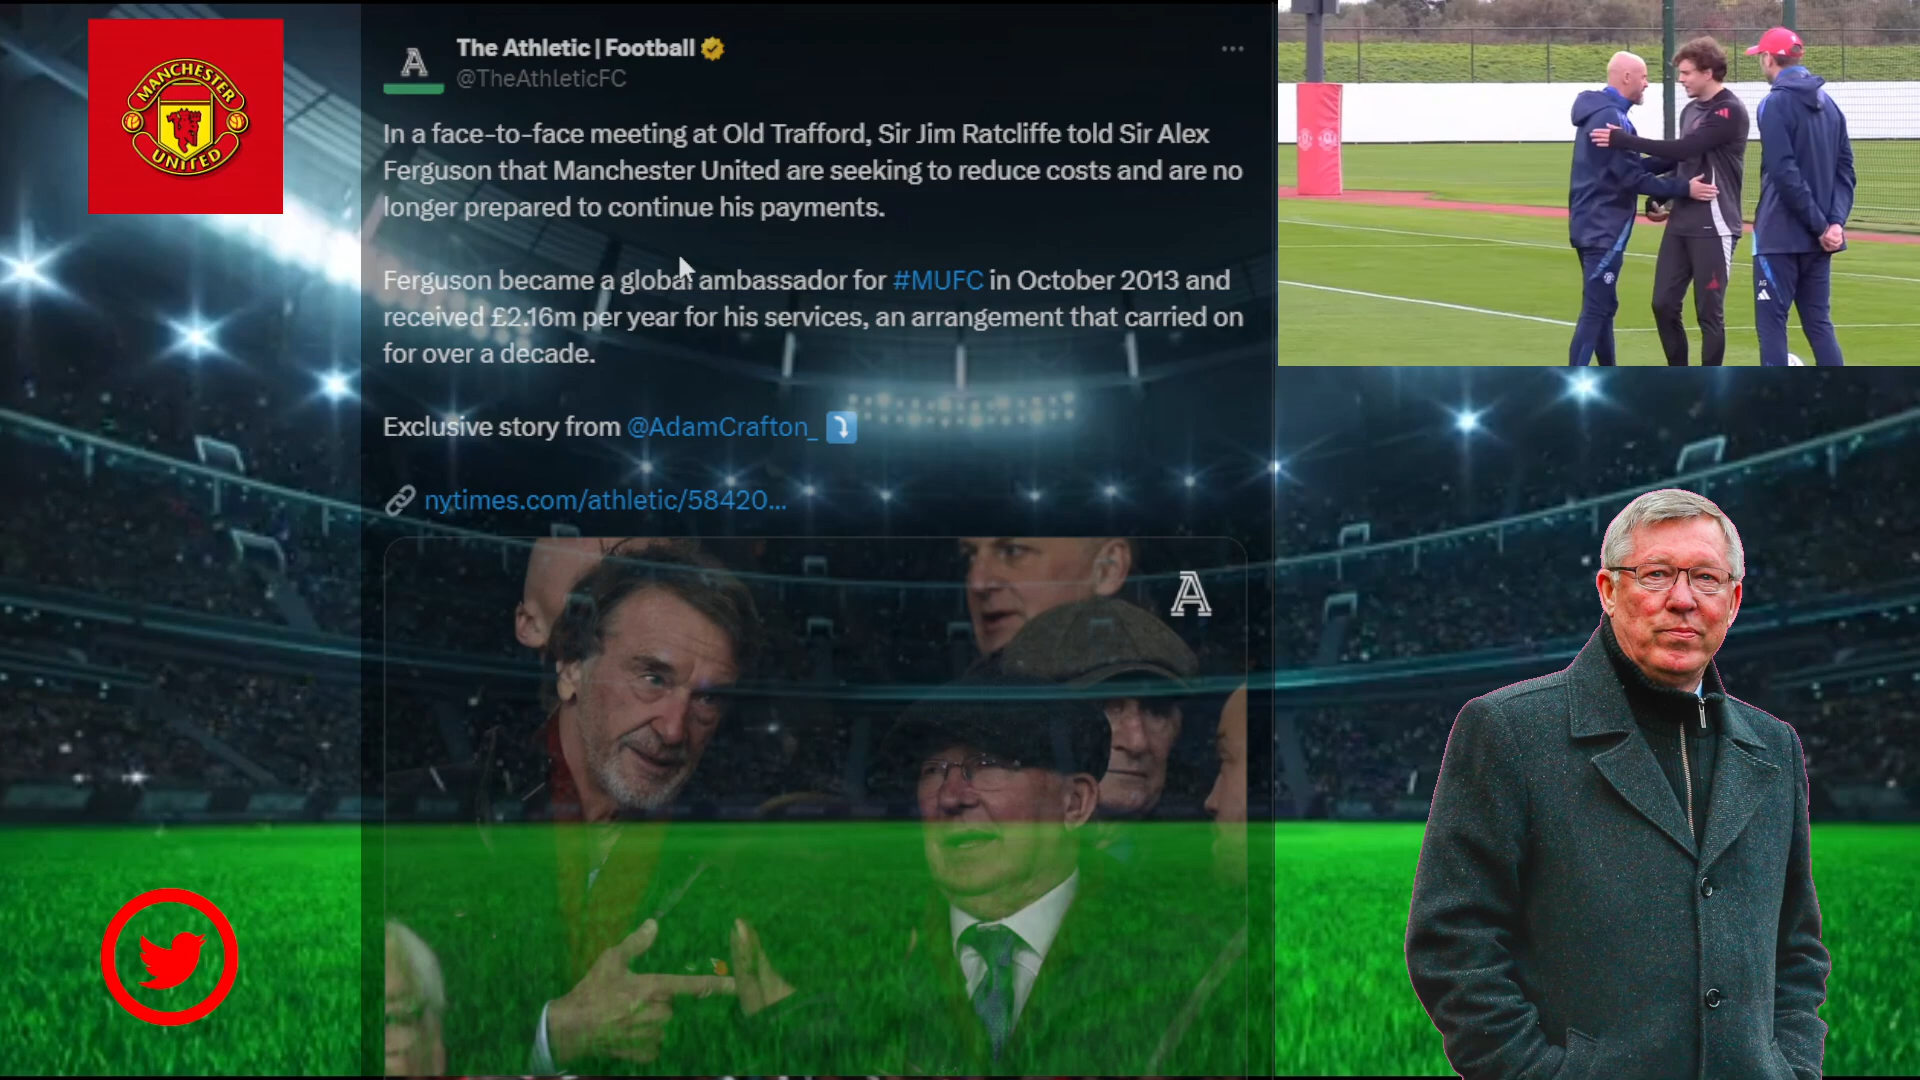 MANCHESTER
UNITED
The Athletic | Football
@TheAthleticFC
In a face-to-face meeting at Old Trafford, Sir Jim Ratcliffe told Sir Alex
Ferguson that Manchester United are seeking to reduce costs and are no
longer prepared to continue his payments.
Ferguson became a global ambassador for #MUFC in October 2013 and
received £2.16m per year for his services, an arrangement that carried on
for over a decade.
Exclusive story from @AdamCrafton_
nytimes.com/athletic/58420...
A
AG